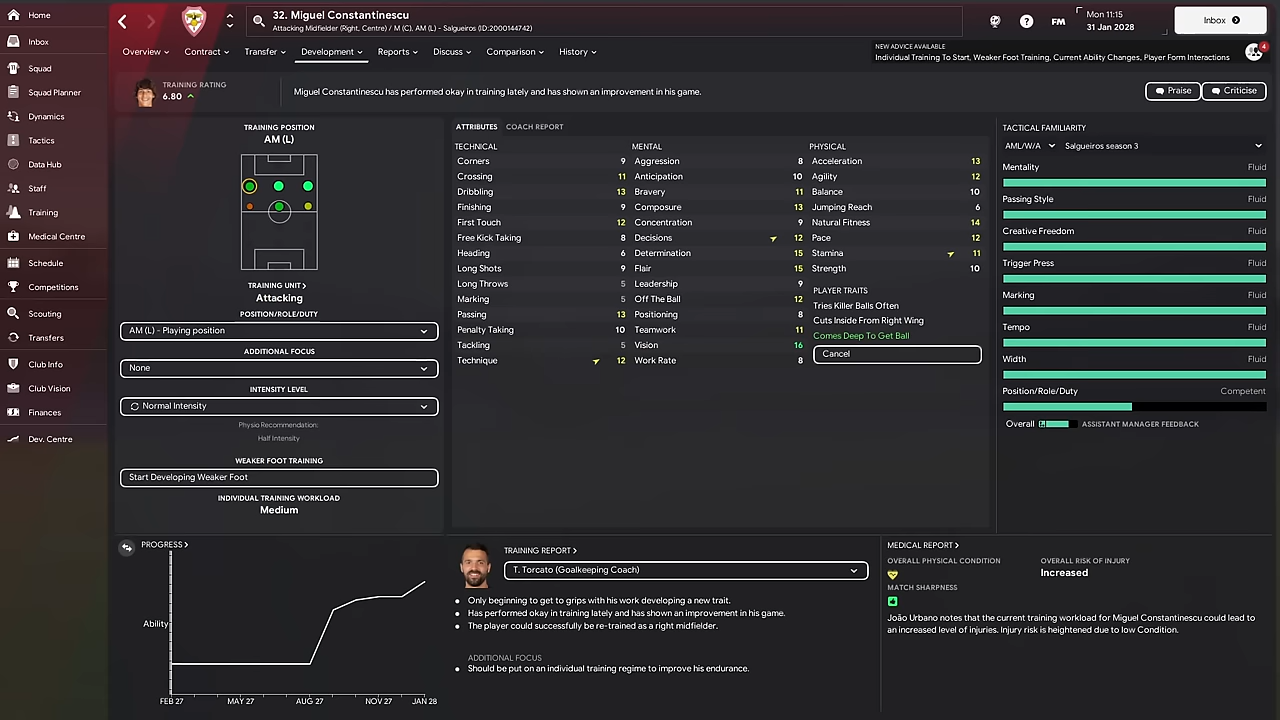 Home
Inbox
Squad
Squad Planner
Dynamics
Tactics
Data Hub
Staff
Training
Medical Centre
Schedule
Competitions
Scouting
Transfers
Club Info
Club Vision
Finances
Dev. Centre
32. Miguel Constantinescu
Attacking Midfielder (Right, Centre) / M (C), AM (L) - Salgueiros (ID:2000144742)
FM
Mon 11:15
31 Jan 2028
Inbox
Overview
Contract
Transfer
Development
Reports
Discuss
Comparison
History
NEW ADVICE AVAILABLE
Individual Training To Start, Weaker Foot Training, Current Ability Changes, Player Form Interactions
4
TRAINING RATING
6.80
Miguel Constantinescu has performed okay in training lately and has shown an improvement in his game.
Praise
Criticise
TRAINING POSITION
AM (L)
TRAINING UNIT
Attacking
POSITION/ROLE/DUTY
AM (L) - Playing position
ADDITIONAL FOCUS
None
INTENSITY LEVEL
Normal Intensity
Physio Recommendation:
Half Intensity
WEAKER FOOT TRAINING
Start Developing Weaker Foot
INDIVIDUAL TRAINING WORKLOAD
Medium
ATTRIBUTES COACH REPORT
TECHNICAL
Corners 9
Crossing 11
Dribbling 13
Finishing 9
First Touch 12
Free Kick Taking 8
Heading 6
Long Shots 9
Long Throws 5
Marking 5
Passing 13
Penalty Taking 10
Tackling 5
Technique 12
MENTAL
Aggression 8
Anticipation 10
Bravery 11
Composure 13
Concentration 9
Decisions 12
Determination 15
Flair 15
Leadership 9
Off The Ball 12
Positioning 8
Teamwork 11
Vision 16
Work Rate 8
PHYSICAL
Acceleration 13
Agility 12
Balance 10
Jumping Reach 6
Natural Fitness 14
Pace 12
Stamina 11
Strength 10
PLAYER TRAITS
Tries Killer Balls Often
Cuts Inside From Right Wing
Comes Deep To Get Ball
Cancel
TACTICAL FAMILIARITY
AML/W/A Salgueiros season 3
Mentality Fluid
Passing Style Fluid
Creative Freedom Fluid
Trigger Press Fluid
Marking Fluid
Tempo Fluid
Width Fluid
Position/Role/Duty Competent
Overall ASSISTANT MANAGER FEEDBACK
PROGRESS
Ability
FEB 27 MAY 27 AUG 27 NOV 27 JAN 28
TRAINING REPORT
T. Torcato (Goalkeeping Coach)
Only beginning to get to grips with his work developing a new trait.
Has performed okay in training lately and has shown an improvement in his game.
The player could successfully be re-trained as a right midfielder.
ADDITIONAL FOCUS
Should be put on an individual training regime to improve his endurance.
MEDICAL REPORT
OVERALL PHYSICAL CONDITION
MATCH SHARPNESS
OVERALL RISK OF INJURY
Increased
João Urbano notes that the current training workload for Miguel Constantinescu could lead to
an increased level of injuries. Injury risk is heightened due to low Condition.